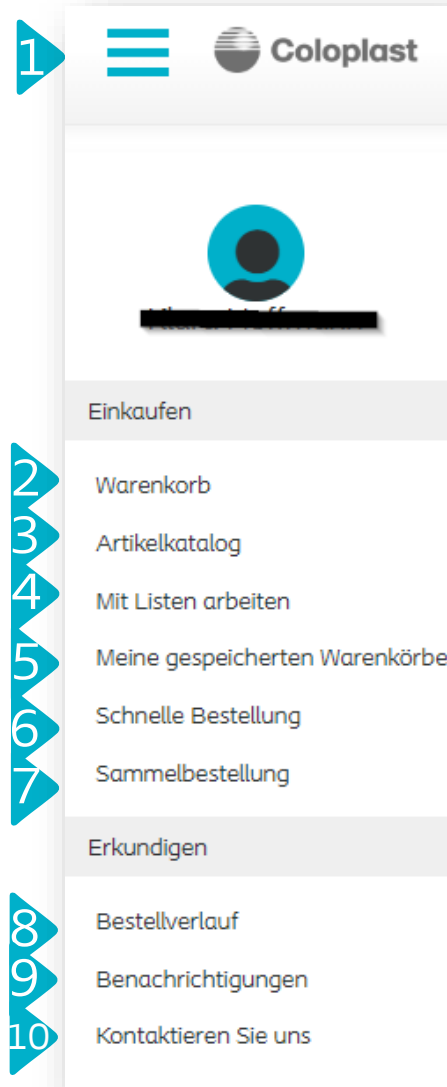 1
Coloplast
Einkaufen
2 Warenkorb
3 Artikelkatalog
4 Mit Listen arbeiten
5 Meine gespeicherten Warenkörbe
6 Schnelle Bestellung
7 Sammelbestellung
Erkundigen
8 Bestellverlauf
9 Benachrichtigungen
10 Kontaktieren Sie uns